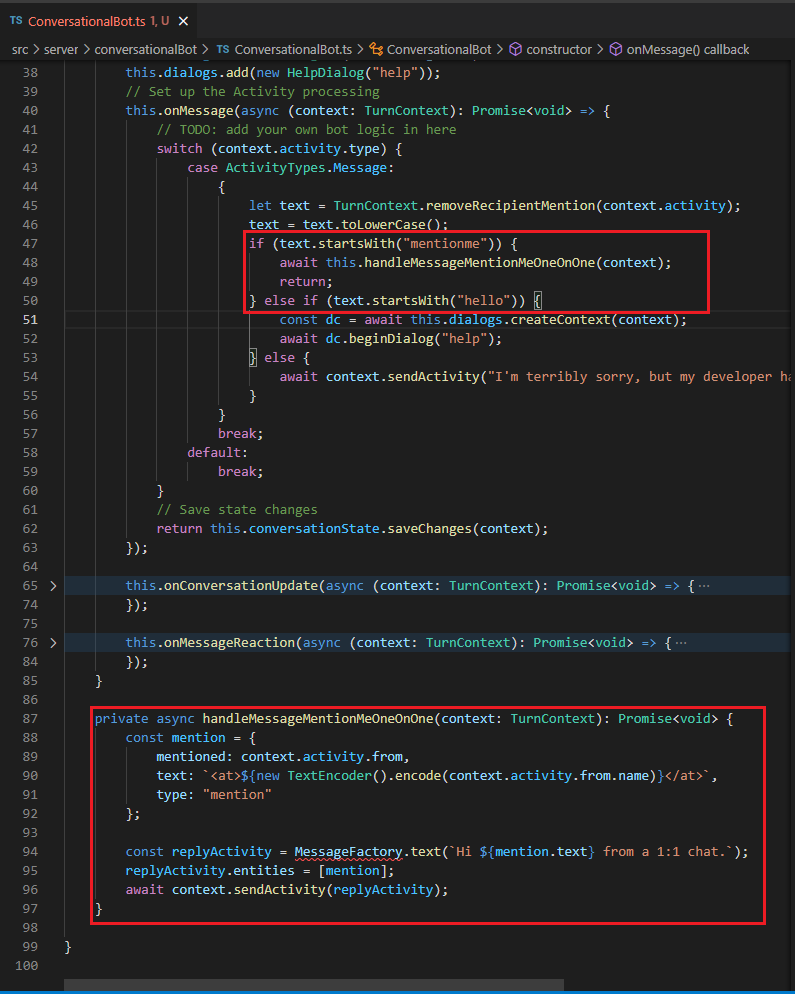 TS ConversationalBot.ts 1, U ×
src > server > conversationalBot > TS ConversationalBot.ts > ConversationalBot > constructor > onMessage() callback
38 this.dialogs.add(new HelpDialog("help"));
39 // Set up the Activity processing
40 this.onMessage(async (context: TurnContext): Promise<void> => {
41 // TODO: add your own bot logic in here
42 switch (context.activity.type) {
43 case ActivityTypes.Message:
44 {
45 let text = TurnContext.removeRecipientMention(context.activity);
46 text = text.toLowerCase();
47 if (text.startsWith("mentionme")) {
48 await this.handleMessageMentionMeOneOnOne(context);
49 return;
50 } else if (text.startsWith("hello")) {
51 const dc = await this.dialogs.createContext(context);
52 await dc.beginDialog("help");
53 } else {
54 await context.sendActivity("I'm terribly sorry, but my developer ha
55 }
56 }
57 break;
58 default:
59 break;
60 }
61 // Save state changes
62 return this.conversationState.saveChanges(context);
63 });
64
65 > this.onConversationUpdate(async (context: TurnContext): Promise<void> => { ···
74 });
75
76 > this.onMessageReaction(async (context: TurnContext): Promise<void> => { ···
84 });
85 }
86
87 private async handleMessageMentionMeOneOnOne(context: TurnContext): Promise<void> {
88 const mention = {
89 mentioned: context.activity.from,
90 text: `<at>${new TextEncoder().encode(context.activity.from.name)}</at>`,
91 type: "mention"
92 };
93
94 const replyActivity = MessageFactory.text(`Hi ${mention.text} from a 1:1 chat.`);
95 replyActivity.entities = [mention];
96 await context.sendActivity(replyActivity);
97 }
98
99 }
100